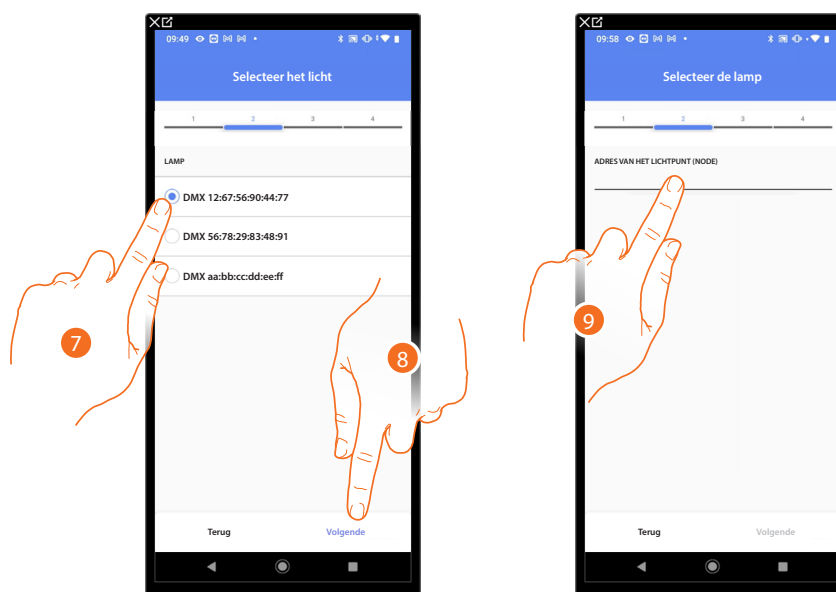 09:49
Selecteer het licht
1 2 3 4
LAMP
DMX 12:67:56:90:44:77
DMX 56:78:29:83:48:91
DMX aa:bb:cc:dd:ee:ff
7
8
Terug Volgende
09:58
Selecteer de lamp
1 2 3 4
ADRES VAN HET LICHTPUNT (NODE)
9
Terug Volgende